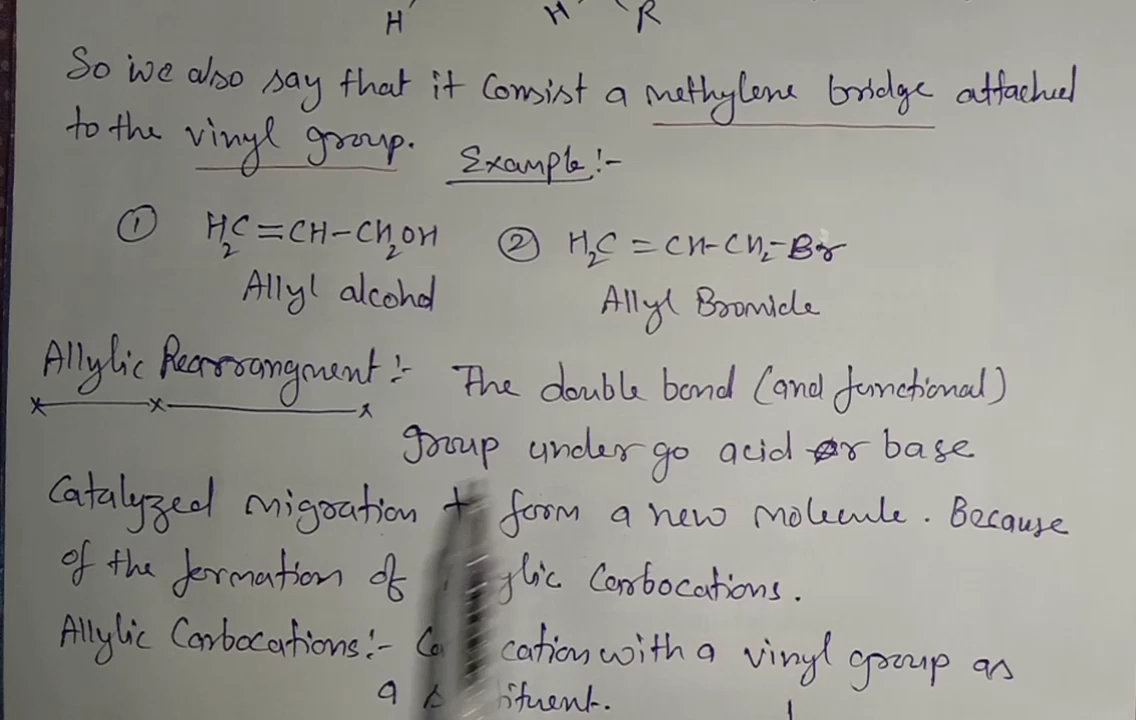 H H R
So we also say that it Consist a methylene bridge attached
to the vinyl group. Example:-
① H₂C=CH-CH₂OH ② H₂C=CH-CH₂-Br
Allyl alcohol Allyl Bromide
Allylic Rearrangment:- The double bond (and functional)
group under go acid or base
Catalyzed migration t form a new molecule. Because
of the formation of ylic Carbocations.
Allylic Carbocations:- Ca cation with a vinyl group as
a s tituent.